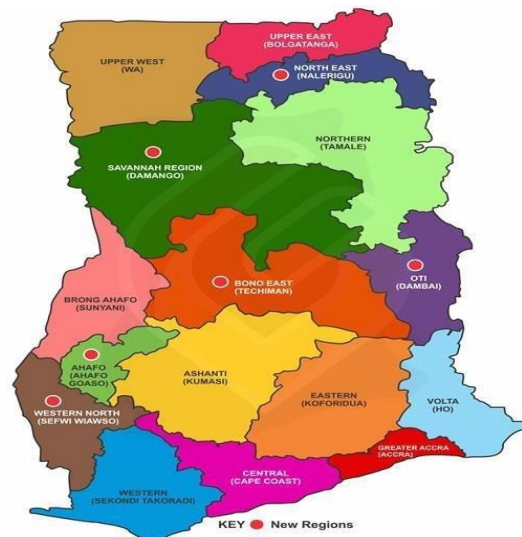 UPPER EAST
(BOLGATANGA)
UPPER WEST
(WA)
NORTH EAST
(NALERIGU)
NORTHERN
(TAMALE)
SAVANNAH REGION
(DAMANGO)
OTI
(DAMBAI)
BONO EAST
(TECHIMAN)
BRONG AHAFO
(SUNYANI)
AHAFO
(AHAFO
GOASO)
ASHANTI
(KUMASI)
EASTERN
(KOFORIDUA)
VOLTA
(HO)
WESTERN NORTH
(SEFWI WIAWSO)
GREATER ACCRA
(ACCRA)
CENTRAL
(CAPE COAST)
WESTERN
(SEKONDI TAKORADI)
KEY New Regions